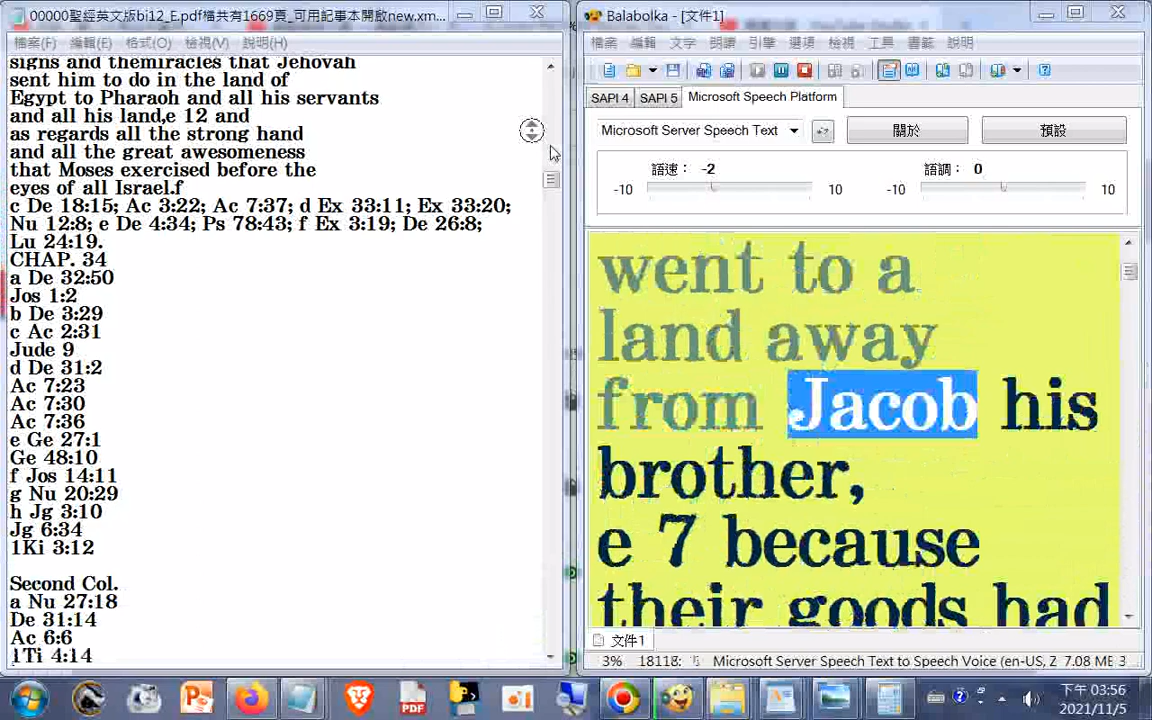 00000聖經英文版bi12_E.pdf檔共有1669頁_可用記事本開啟new.xm...
檔案(F) 編輯(E) 格式(O) 檢視(V) 說明(H)
signs and themiracles that Jehovah
sent him to do in the land of
Egypt to Pharaoh and all his servants
and all his land,e 12 and
as regards all the strong hand
and all the great awesomeness
that Moses exercised before the
eyes of all Israel.f
c De 18:15; Ac 3:22; Ac 7:37; d Ex 33:11; Ex 33:20;
Nu 12:8; e De 4:34; Ps 78:43; f Ex 3:19; De 26:8;
Lu 24:19.
CHAP. 34
a De 32:50
Jos 1:2
b De 3:29
c Ac 2:31
Jude 9
d De 31:2
Ac 7:23
Ac 7:30
Ac 7:36
e Ge 27:1
Ge 48:10
f Jos 14:11
g Nu 20:29
h Jg 3:10
Jg 6:34
1Ki 3:12
Second Col.
a Nu 27:18
De 31:14
Ac 6:6
1Ti 4:14
Balabolka - [文件1]
檔案 編輯 文字 朗讀 引擎 選項 檢視 工具 書籤 說明
SAPI 4 SAPI 5 Microsoft Speech Platform
Microsoft Server Speech Text 關於 預設
語速: -2 語調: 0
-10 10 -10 10
went to a
land away
from Jacob his
brother,
e 7 because
their goods had
文件1
3% 18118: Microsoft Server Speech Text to Speech Voice (en-US, Z 7.08 MB
下午 03:56
2021/11/5